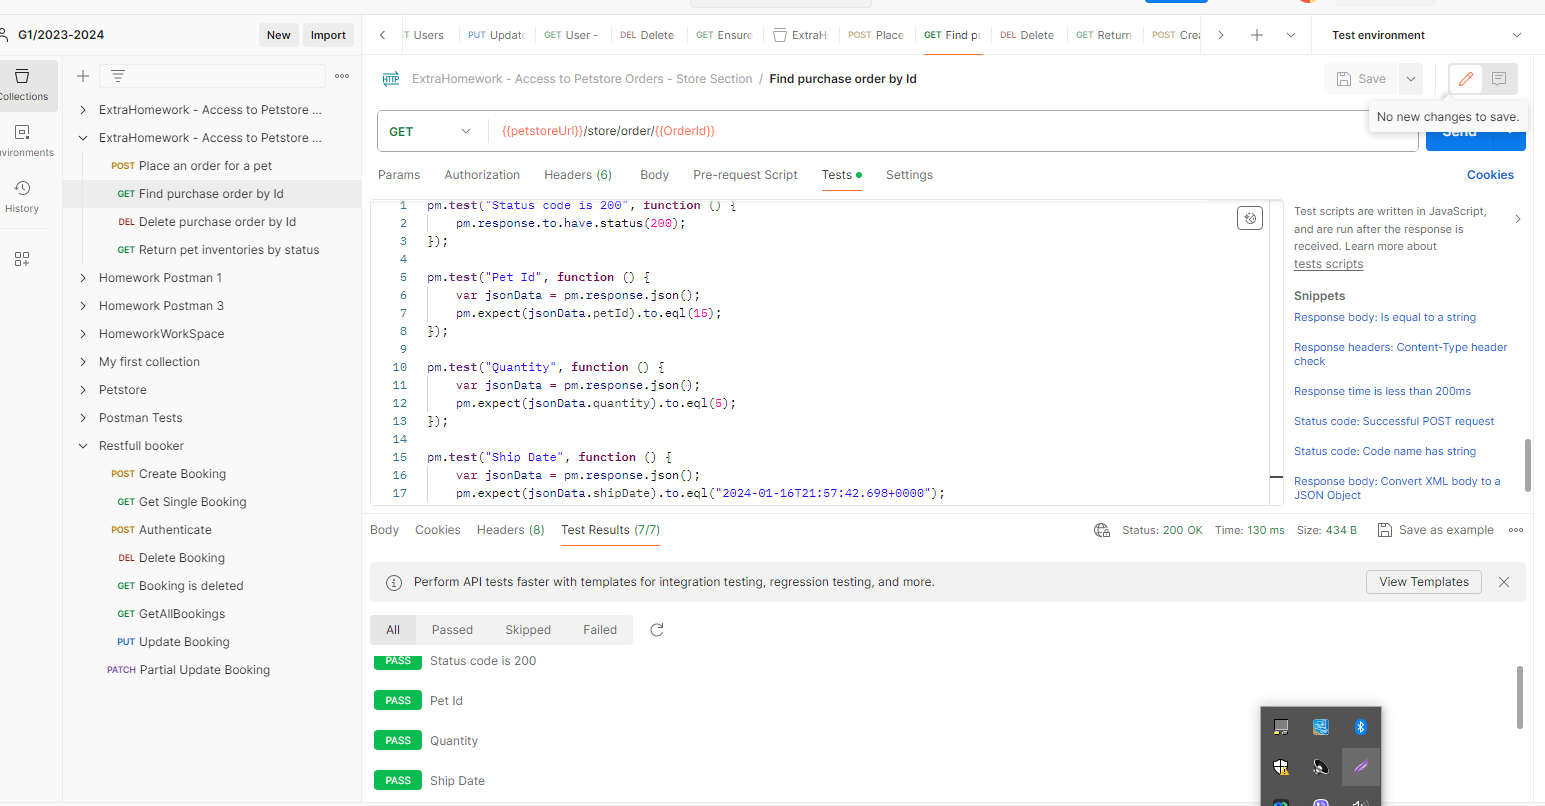 G1/2023-2024
New
Import
Users
PUT
GET User -
DEL Delete
GET Ensure
ExtraH
POST Place
GET Find p
DEL Delete
GET Return
POST
Test environment
Collections
History
ExtraHomework - Access to Petstore ...
ExtraHomework - Access to Petstore ...
POST Place an order for a pet
GET Find purchase order by Id
DEL Delete purchase order by Id
GET Return pet inventories by status
Homework Postman 1
Homework Postman 3
HomeworkWorkSpace
My first collection
Petstore
Postman Tests
Restfull booker
POST Create Booking
GET Get Single Booking
POST Authenticate
DEL Delete Booking
GET Booking is deleted
GET GetAllBookings
PUT Update Booking
PATCH Partial Update Booking
HTTP ExtraHomework - Access to Petstore Orders - Store Section / Find purchase order by Id
Save
No new changes to save.
GET
{{petstoreUrl}}/store/order/{{OrderId}}
Send
Params
Authorization
Headers (6)
Body
Pre-request Script
Tests
Settings
Cookies
1 pm.test("Status code is 200", function () {
2 pm.response.to.have.status(200);
3 });
4
5 pm.test("Pet Id", function () {
6 var jsonData = pm.response.json();
7 pm.expect(jsonData.petId).to.eql(15);
8 });
9
10 pm.test("Quantity", function () {
11 var jsonData = pm.response.json();
12 pm.expect(jsonData.quantity).to.eql(5);
13 });
14
15 pm.test("Ship Date", function () {
16 var jsonData = pm.response.json();
17 pm.expect(jsonData.shipDate).to.eql("2024-01-16T21:57:42.698+0000");
Test scripts are written in JavaScript,
and are run after the response is
received. Learn more about
tests scripts
Snippets
Response body: Is equal to a string
Response headers: Content-Type header
check
Response time is less than 200ms
Status code: Successful POST request
Status code: Code name has string
Response body: Convert XML body to a
JSON Object
Body
Cookies
Headers (8)
Test Results (7/7)
Status: 200 OK
Time: 130 ms
Size: 434 B
Save as example
Perform API tests faster with templates for integration testing, regression testing, and more.
View Templates
All
Passed
Skipped
Failed
PASS Status code is 200
PASS Pet Id
PASS Quantity
PASS Ship Date